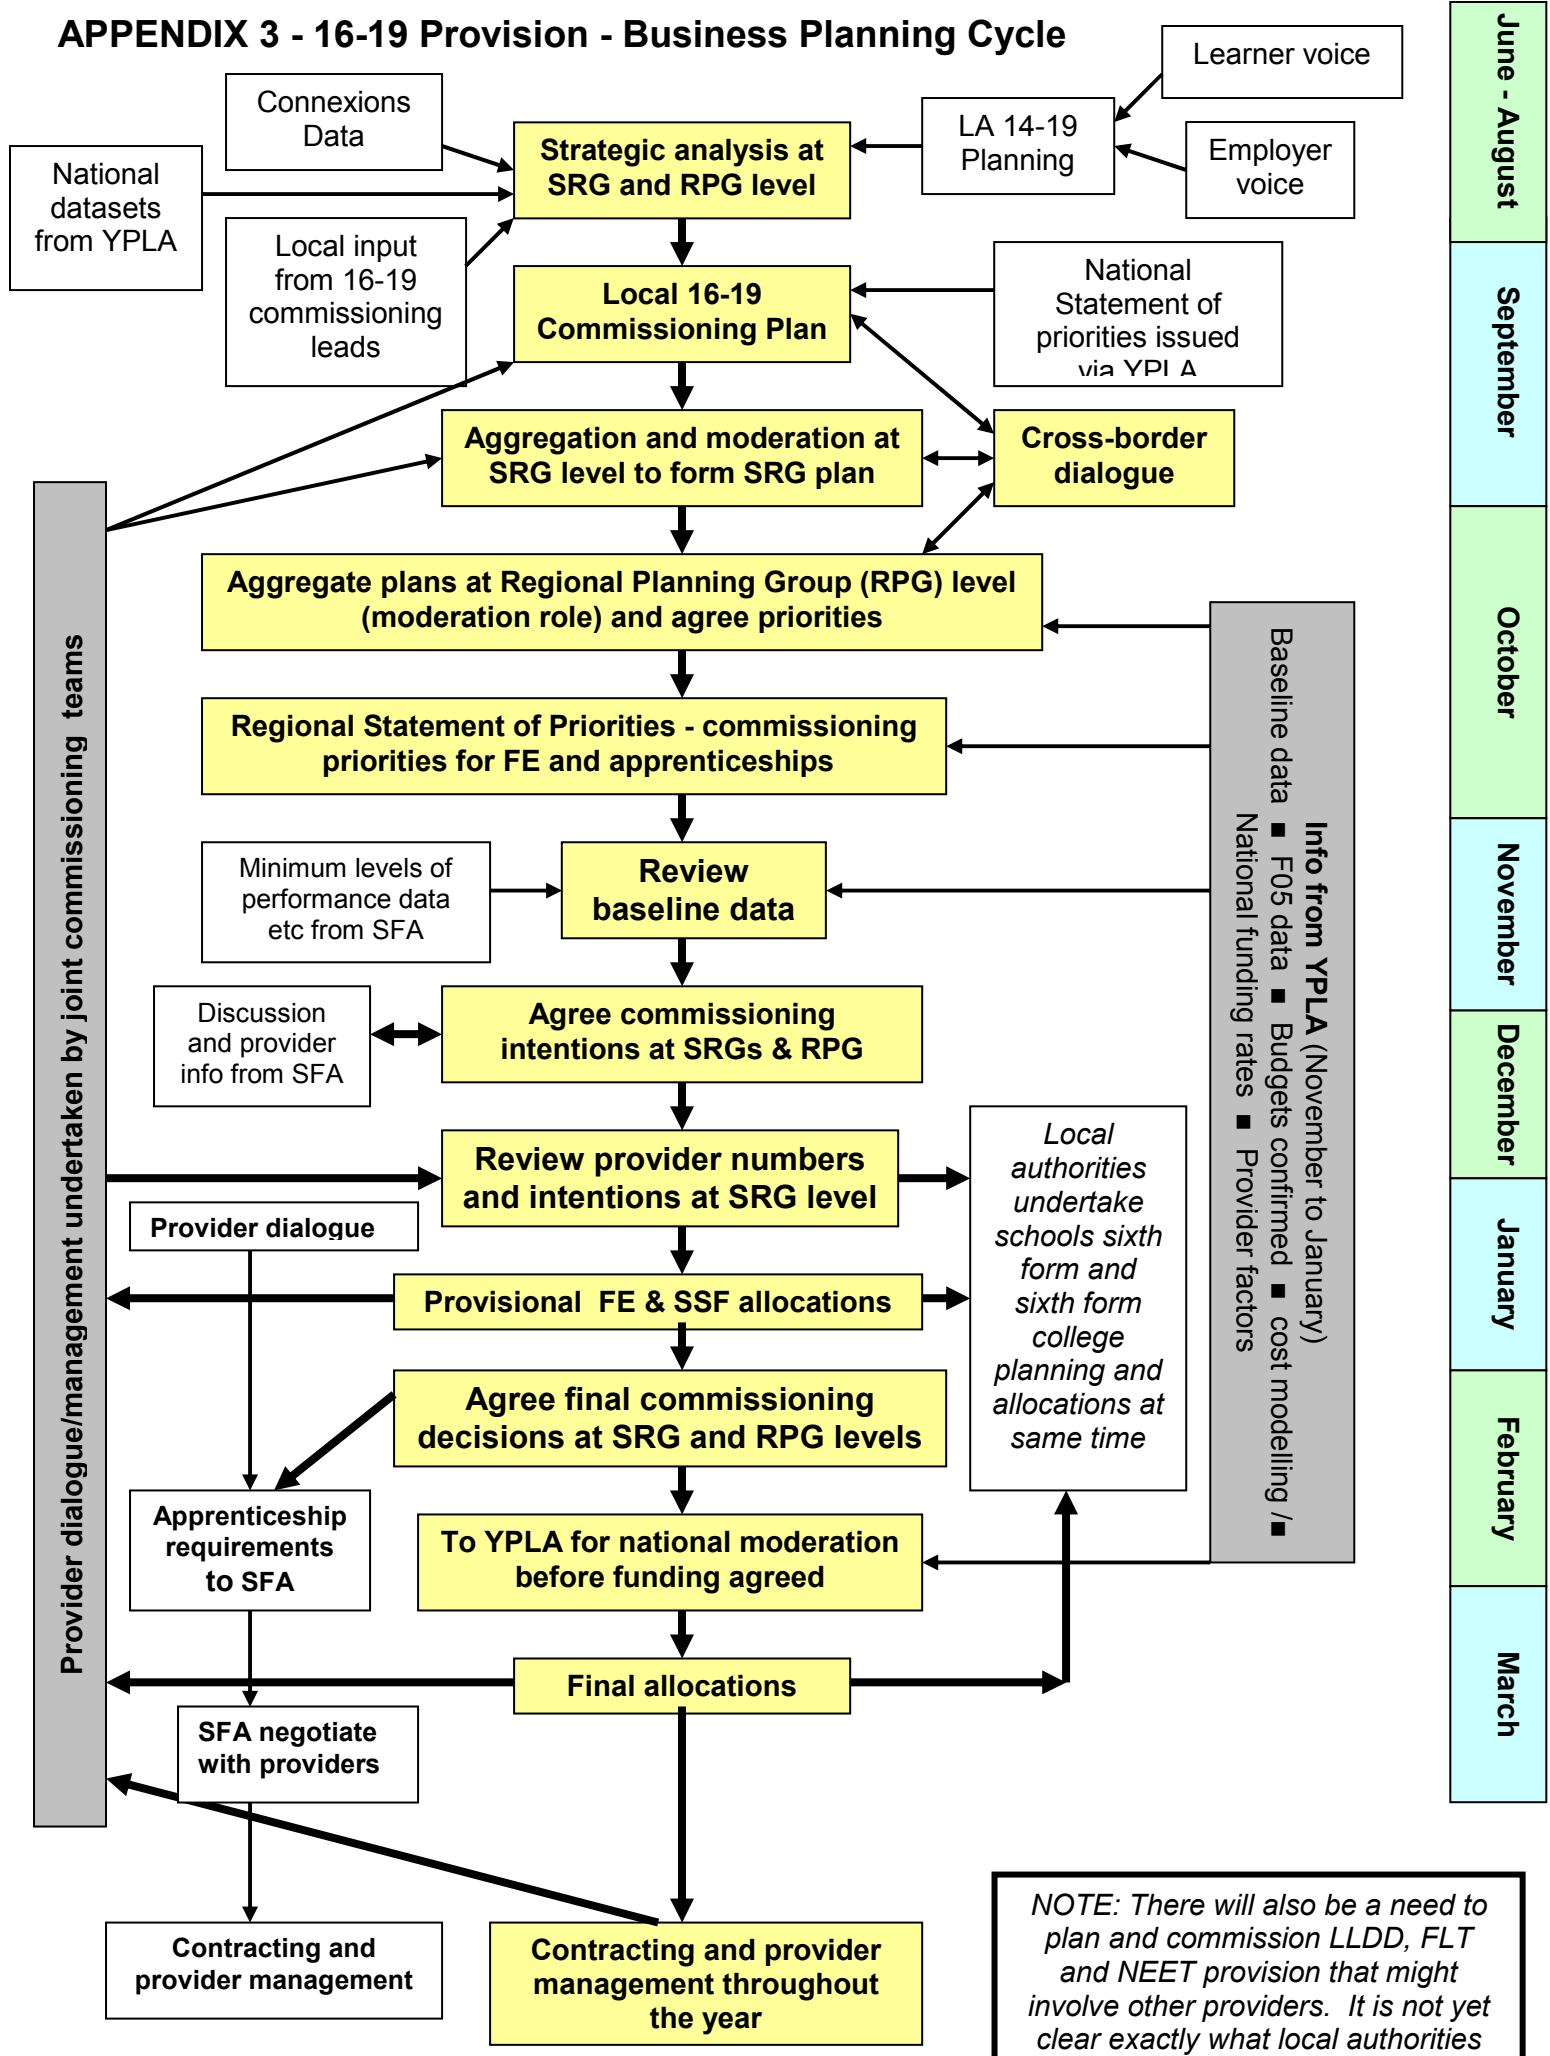 APPENDIX 3 - 16-19 Provision - Business Planning Cycle
Learner voice
Connexions
Data
LA 14-19
Planning
Employer
voice
National
datasets
from YPLA
Strategic analysis at
SRG and RPG level
Local input
from 16-19
commissioning
leads
Local 16-19
Commissioning Plan
National
Statement of
priorities issued
via YPLA
Aggregation and moderation at
SRG level to form SRG plan
Cross-border
dialogue
Aggregate plans at Regional Planning Group (RPG) level
(moderation role) and agree priorities
Regional Statement of Priorities - commissioning
priorities for FE and apprenticeships
Minimum levels of
performance data
etc from SFA
Review
baseline data
Discussion
and provider
info from SFA
Agree commissioning
intentions at SRGs & RPG
Review provider numbers
and intentions at SRG level
Local
authorities
undertake
schools sixth
form and
sixth form
college
planning and
allocations at
same time
Provider dialogue
Provisional FE & SSF allocations
Agree final commissioning
decisions at SRG and RPG levels
Apprenticeship
requirements
to SFA
To YPLA for national moderation
before funding agreed
Final allocations
SFA negotiate
with providers
Contracting and
provider management
Contracting and provider
management throughout
the year
NOTE: There will also be a need to
plan and commission LLDD, FLT
and NEET provision that might
involve other providers. It is not yet
clear exactly what local authorities
Provider dialogue/management undertaken by joint commissioning teams
Info from YPLA (November to January)
Baseline data ■ F05 data ■ Budgets confirmed ■ cost modelling /■
National funding rates ■ Provider factors
June - August
September
October
November
December
January
February
March